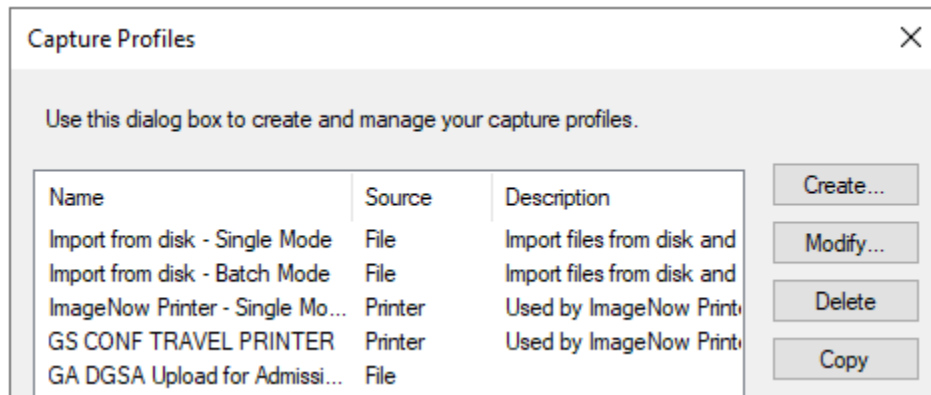 Capture Profiles
Use this dialog box to create and manage your capture profiles.
Name Source Description Create...
Import from disk - Single Mode File Import files from disk and Modify...
Import from disk - Batch Mode File Import files from disk and
ImageNow Printer - Single Mo... Printer Used by ImageNow Delete
GS CONF TRAVEL PRINTER Printer Used by ImageNow Copy
GA DGSA Upload for Admissi... File